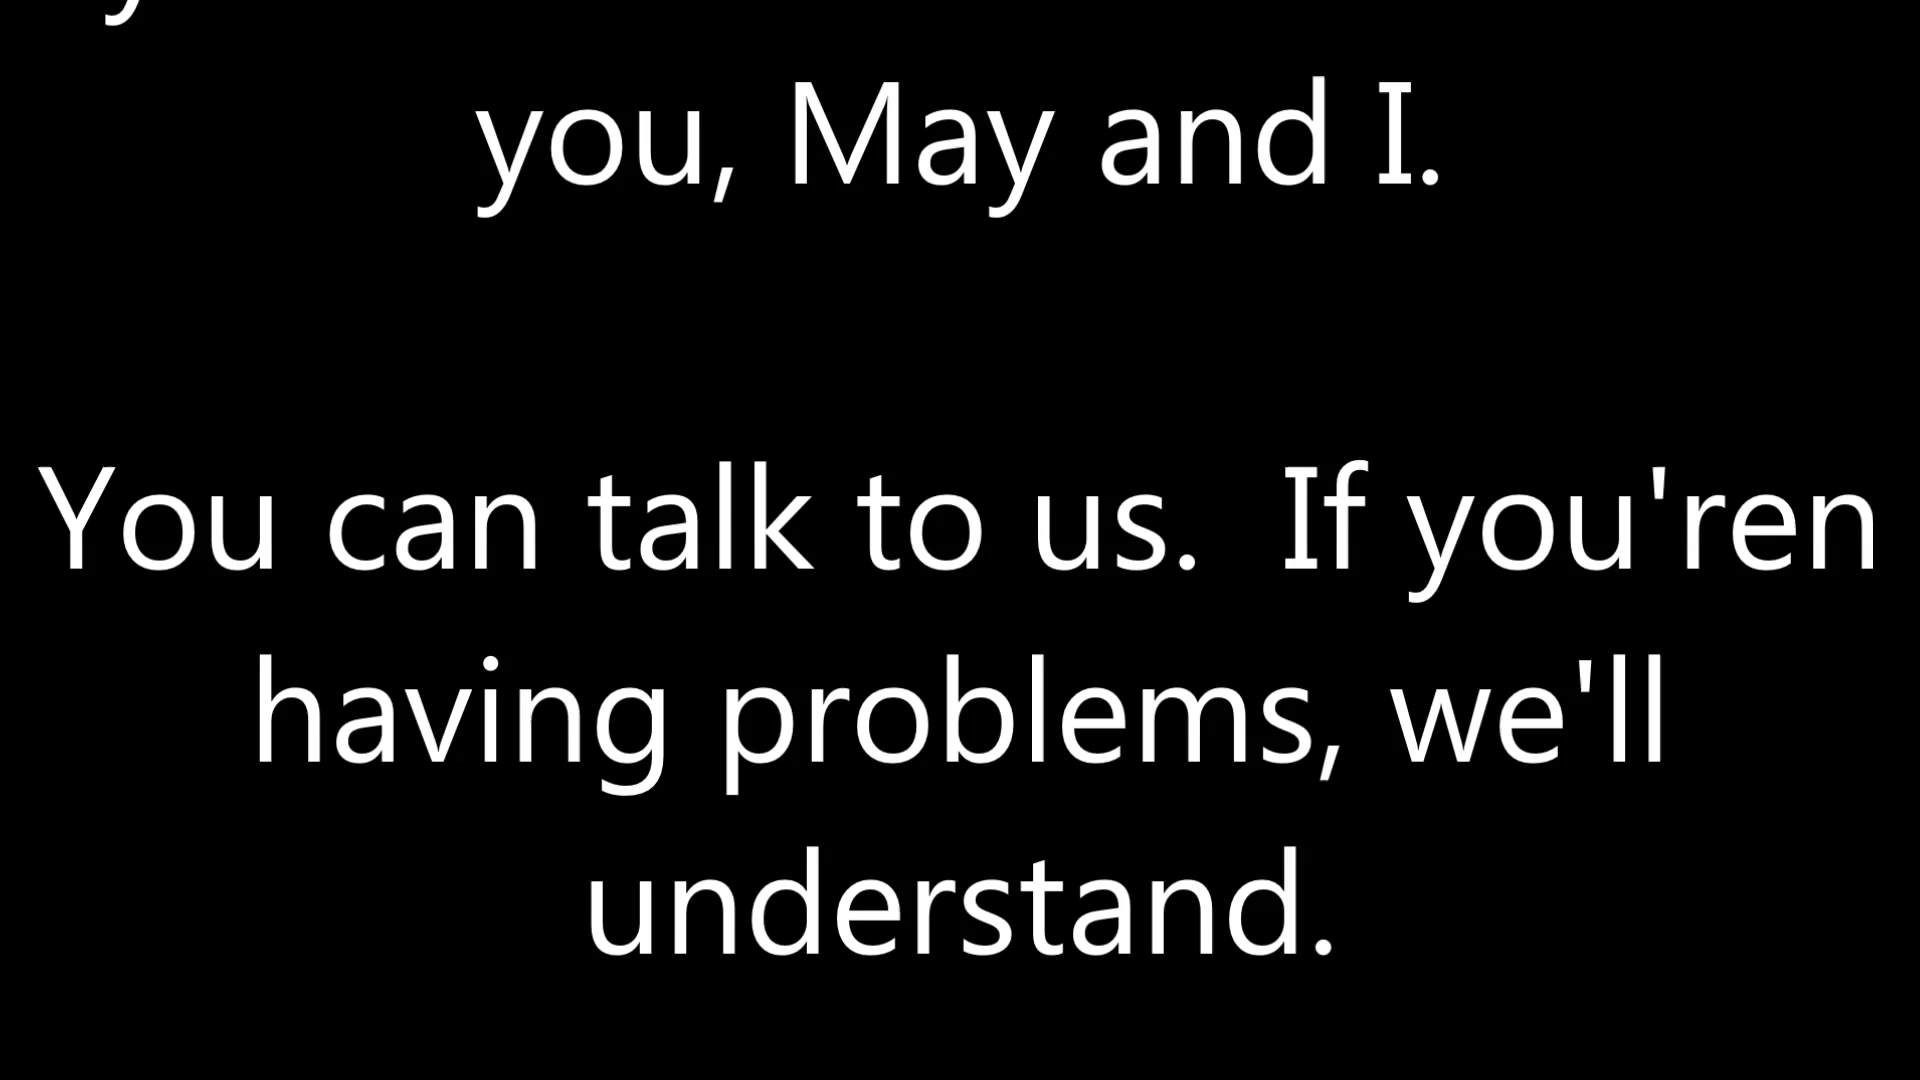 you, May and I.
You can talk to us.  If you'ren
having problems, we'll
understand.